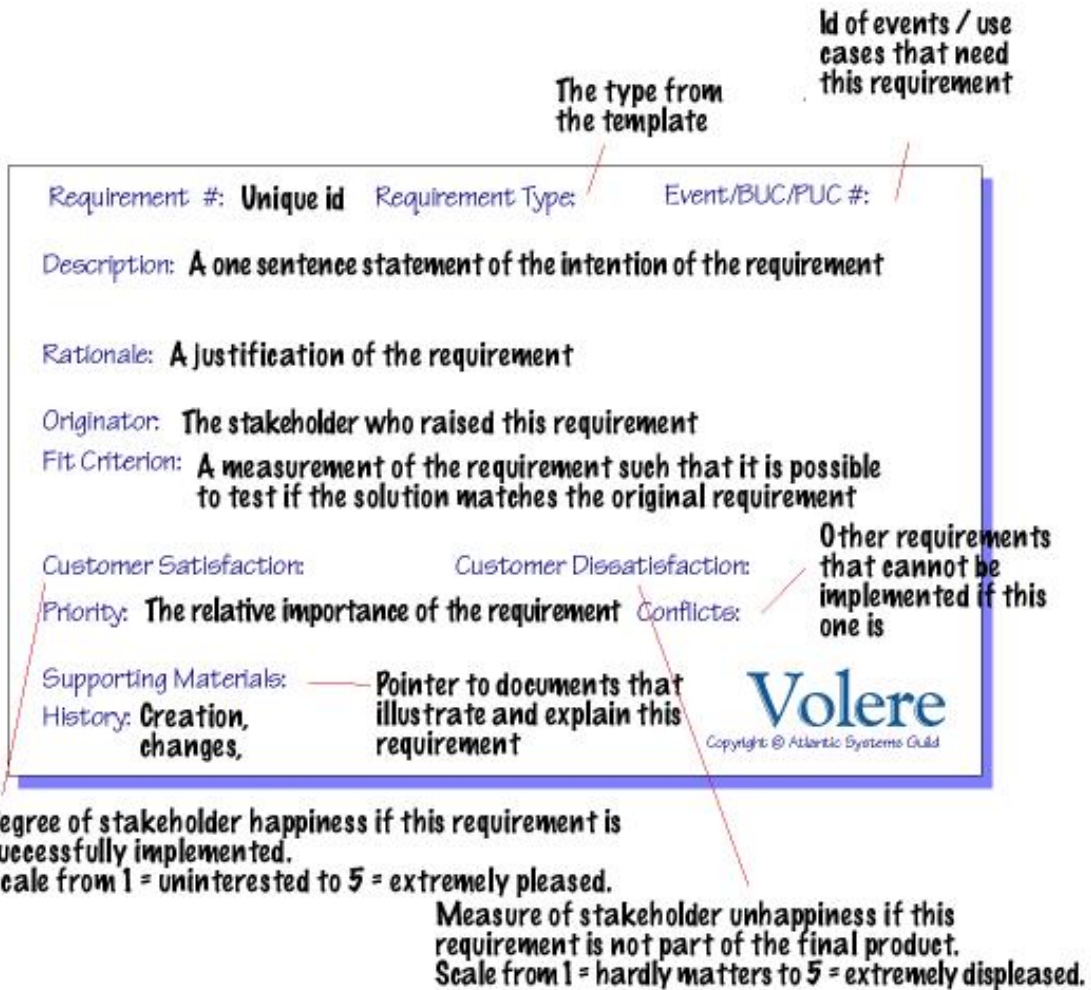 Id of events / use
cases that need
this requirement
The type from
the template
Requirement #: Unique id Requirement Type: Event/BUC/PUC #:
Description: A one sentence statement of the intention of the requirement
Rationale: A justification of the requirement
Originator: The stakeholder who raised this requirement
Fit Criterion: A measurement of the requirement such that it is possible
to test if the solution matches the original requirement
Other requirements
that cannot be
implemented if this
one is
Customer Satisfaction: Customer Dissatisfaction:
Priority: The relative importance of the requirement Conflicts:
Supporting Materials: Pointer to documents that
illustrate and explain this
requirement
History: Creation,
changes,
Volere
Copyright © Atlantic Systems Guild
egree of stakeholder happiness if this requirement is
uccessfully implemented.
cale from 1 = uninterested to 5 = extremely pleased.
Measure of stakeholder unhappiness if this
requirement is not part of the final product.
Scale from 1 = hardly matters to 5 = extremely displeased.